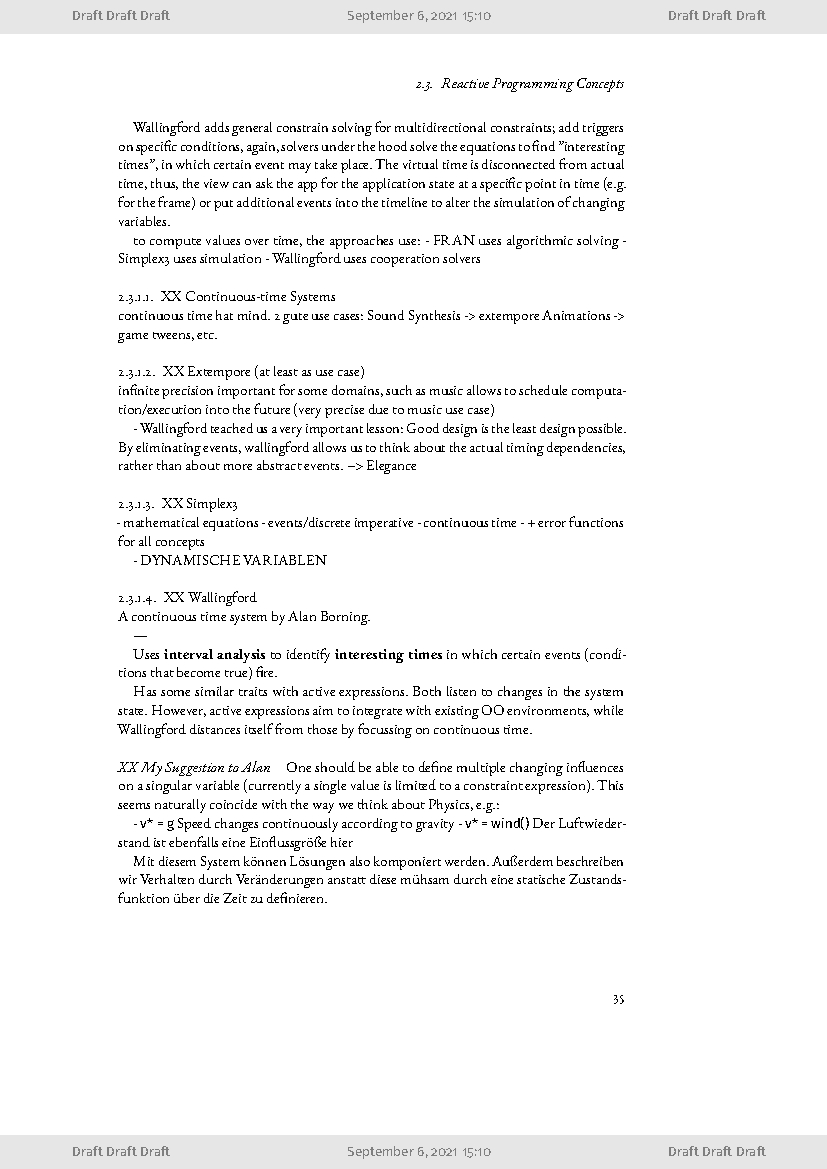 Draft Draft Draft September 6, 2021 15:10 Draft Draft Draft
2.3. Reactive Programming Concepts
Wallingford adds general constrain solving for multidirectional constraints; add triggers
on specific conditions, again, solvers under the hood solve the equations to find ”interesting
times”, in which certain event may take place. The virtual time is disconnected from actual
time, thus, the view can ask the app for the application state at a specific point in time (e.g.
for the frame) or put additional events into the timeline to alter the simulation of changing
variables.
to compute values over time, the approaches use: - FRAN uses algorithmic solving -
Simplex3 uses simulation - Wallingford uses cooperation solvers
2.3.1.1. XX Continuous-time Systems
continuous time hat mind. 2 gute use cases: Sound Synthesis -> extempore Animations ->
game tweens, etc.
2.3.1.2. XX Extempore (at least as use case)
infinite precision important for some domains, such as music allows to schedule computa-
tion/execution into the future (very precise due to music use case)
- Wallingford teached us a very important lesson: Good design is the least design possible.
By eliminating events, wallingford allows us to think about the actual timing dependencies,
rather than about more abstract events. –> Elegance
2.3.1.3. XX Simplex3
- mathematical equations - events/discrete imperative - continuous time - + error functions
for all concepts
- DYNAMISCHE VARIABLEN
2.3.1.4. XX Wallingford
A continuous time system by Alan Borning.
—
Uses interval analysis to identify interesting times in which certain events (condi-
tions that become true) fire.
Has some similar traits with active expressions. Both listen to changes in the system
state. However, active expressions aim to integrate with existing OO environments, while
Wallingford distances itself from those by focussing on continuous time.
XX My Suggestion to Alan One should be able to define multiple changing influences
on a singular variable (currently a single value is limited to a constraint expression). This
seems naturally coincide with the way we think about Physics, e.g.:
- v* = g Speed changes continuously according to gravity - v* = wind() Der Luftwieder-
stand ist ebenfalls eine Einflussgröße hier
Mit diesem System können Lösungen also komponiert werden. Außerdem beschreiben
wir Verhalten durch Veränderungen anstatt diese mühsam durch eine statische Zustands-
funktion über die Zeit zu definieren.
35
Draft Draft Draft September 6, 2021 15:10 Draft Draft Draft